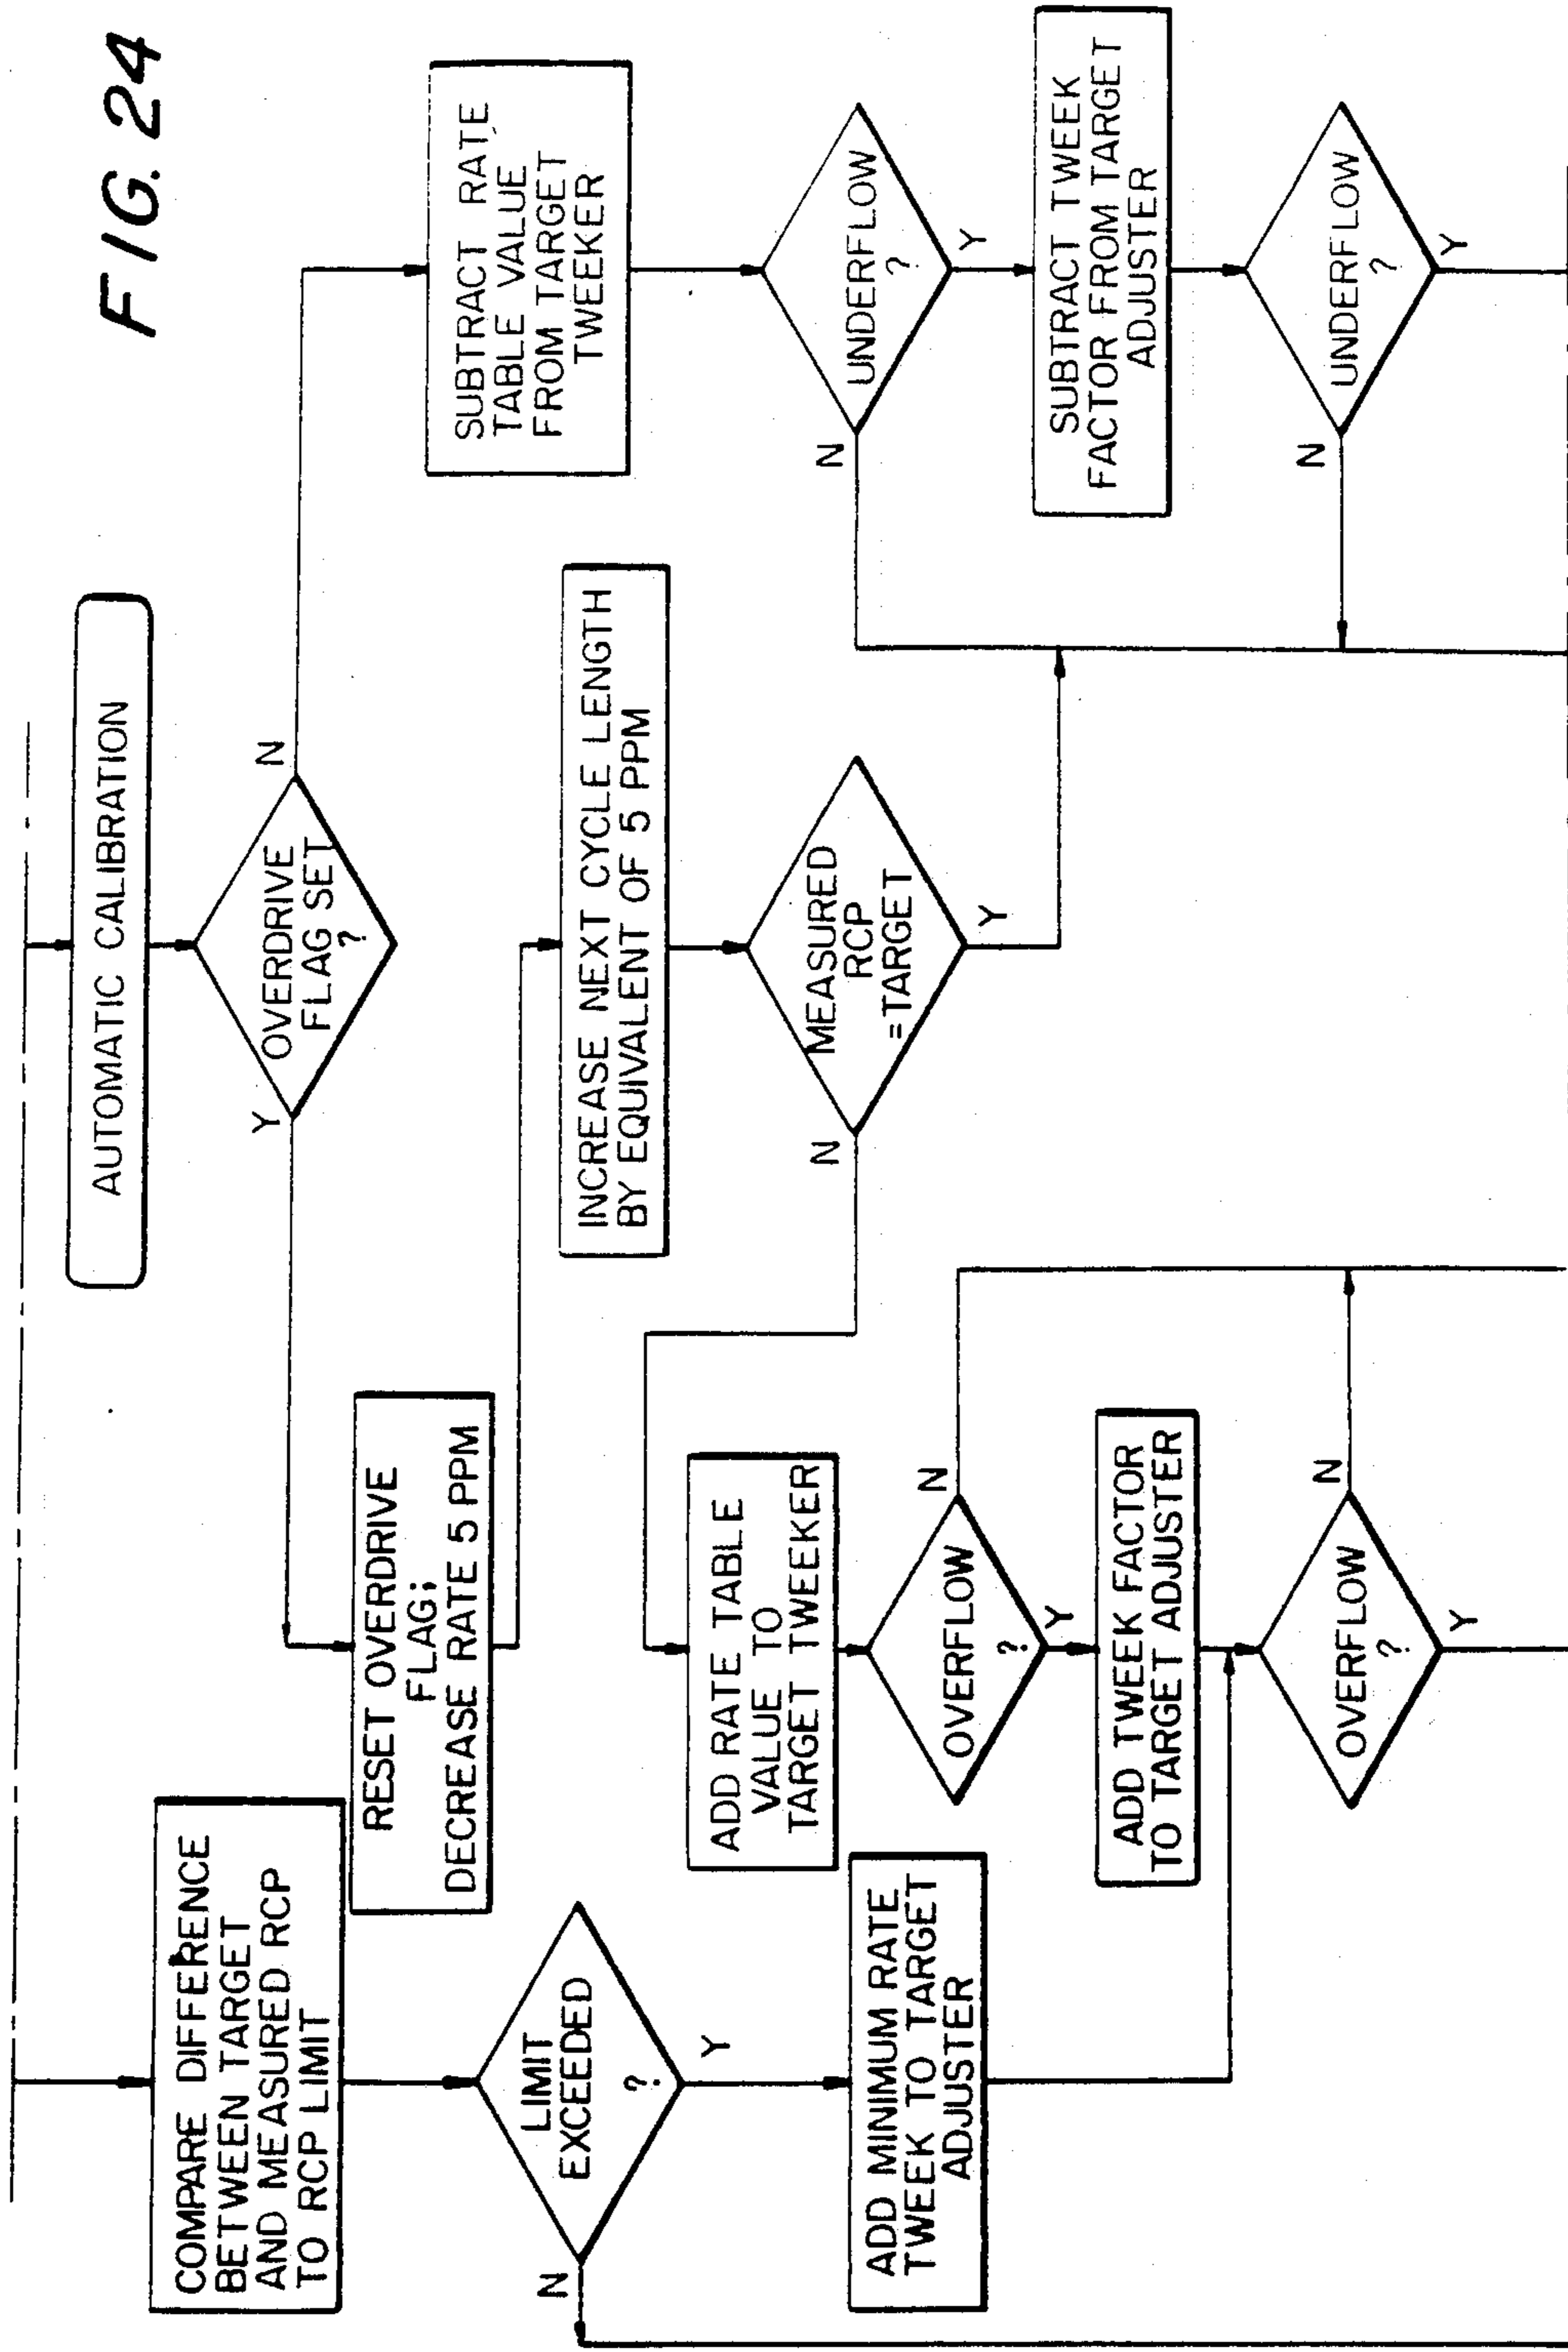 FIG. 24
AUTOMATIC CALIBRATION
OVERDRIVE
FLAG SET
?
Y
N
COMPARE DIFFERENCE
BETWEEN TARGET
AND MEASURED RCP
TO RCP LIMIT
LIMIT
EXCEEDED
?
N
Y
ADD MINIMUM RATE
TWEEK TO TARGET
ADJUSTER
RESET OVERDRIVE
FLAG;
DECREASE RATE 5 PPM
INCREASE NEXT CYCLE LENGTH
BY EQUIVALENT OF 5 PPM
MEASURED
RCP
=TARGET
N
Y
ADD RATE TABLE
VALUE TO
TARGET TWEEKER
OVERFLOW
?
N
Y
ADD TWEEK FACTOR
TO TARGET ADJUSTER
OVERFLOW
?
N
Y
SUBTRACT RATE
TABLE VALUE
FROM TARGET
TWEEKER
UNDERFLOW
?
N
Y
SUBTRACT TWEEK
FACTOR FROM TARGET
ADJUSTER
UNDERFLOW
?
N
Y